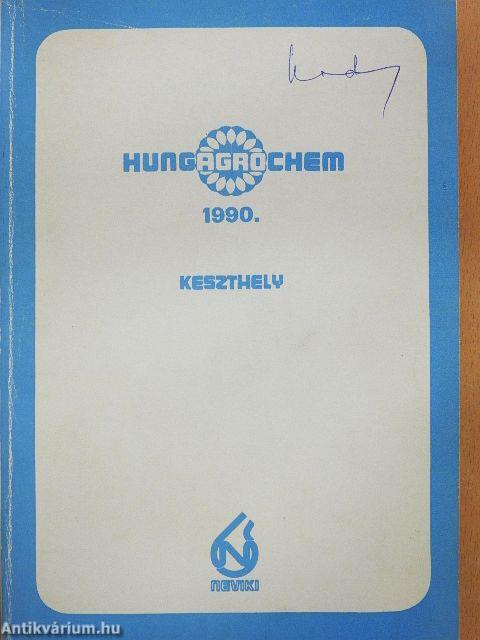 HUNGAGROCHEM
1990.
KESZTHELY
NEVIKI
Antikvárium.hu